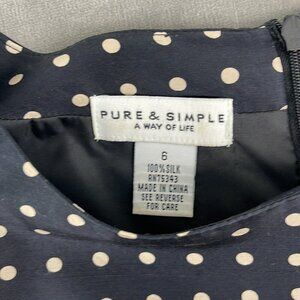 PURE & SIMPLE
A WAY OF LIFE
6
100% SILK
RN75343
MADE IN CHINA
SEE REVERSE
FOR CARE